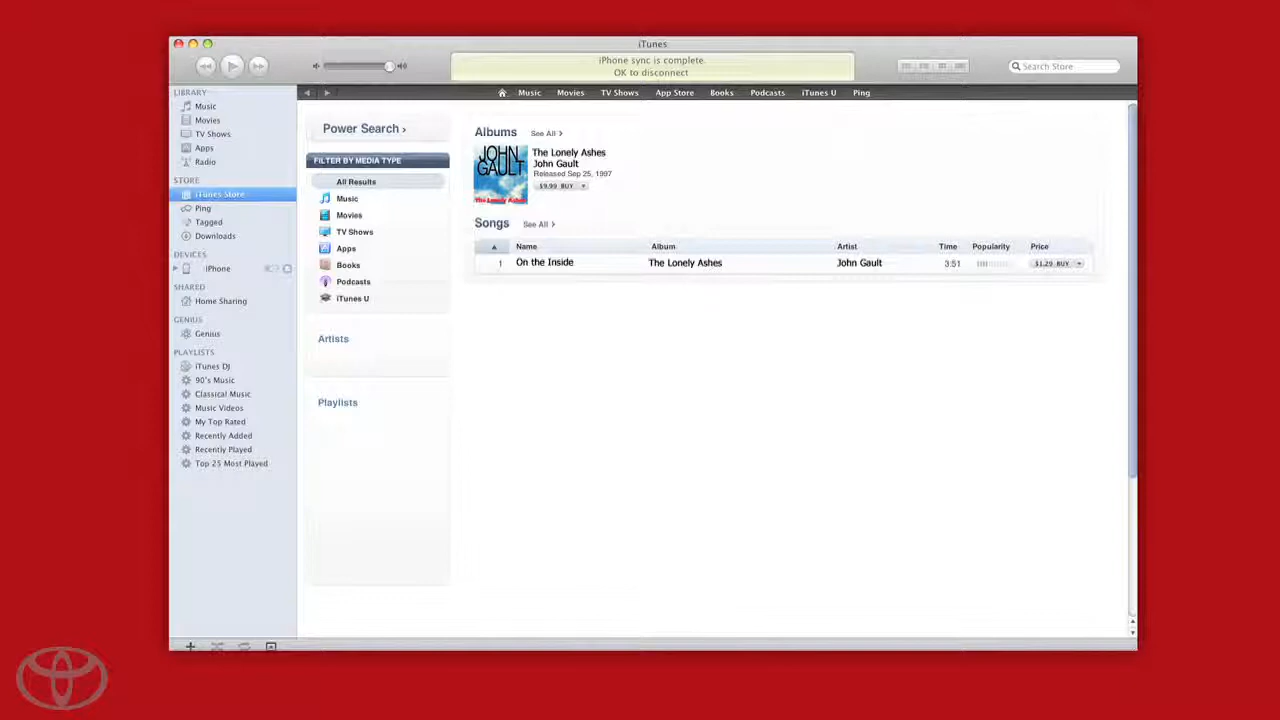 iTunes
iPhone sync is complete.
OK to disconnect
Search Store
LIBRARY
Music
Movies
TV Shows
Apps
Radio
STORE
iTunes Store
Ping
Tagged
Downloads
DEVICES
iPhone
SHARED
Home Sharing
GENIUS
Genius
PLAYLISTS
iTunes DJ
90's Music
Classical Music
Music Videos
My Top Rated
Recently Added
Recently Played
Top 25 Most Played
Music Movies TV Shows App Store Books Podcasts iTunes U Ping
Power Search ›
FILTER BY MEDIA TYPE
All Results
Music
Movies
TV Shows
Apps
Books
Podcasts
iTunes U
Artists
Playlists
Albums See All ›
JOHN
GAULT
The Lonely Ashes
The Lonely Ashes
John Gault
Released Sep 25, 1997
$9.99 BUY
Songs See All ›
Name Album Artist Time Popularity Price
1 On the Inside The Lonely Ashes John Gault 3:51 $1.29 BUY